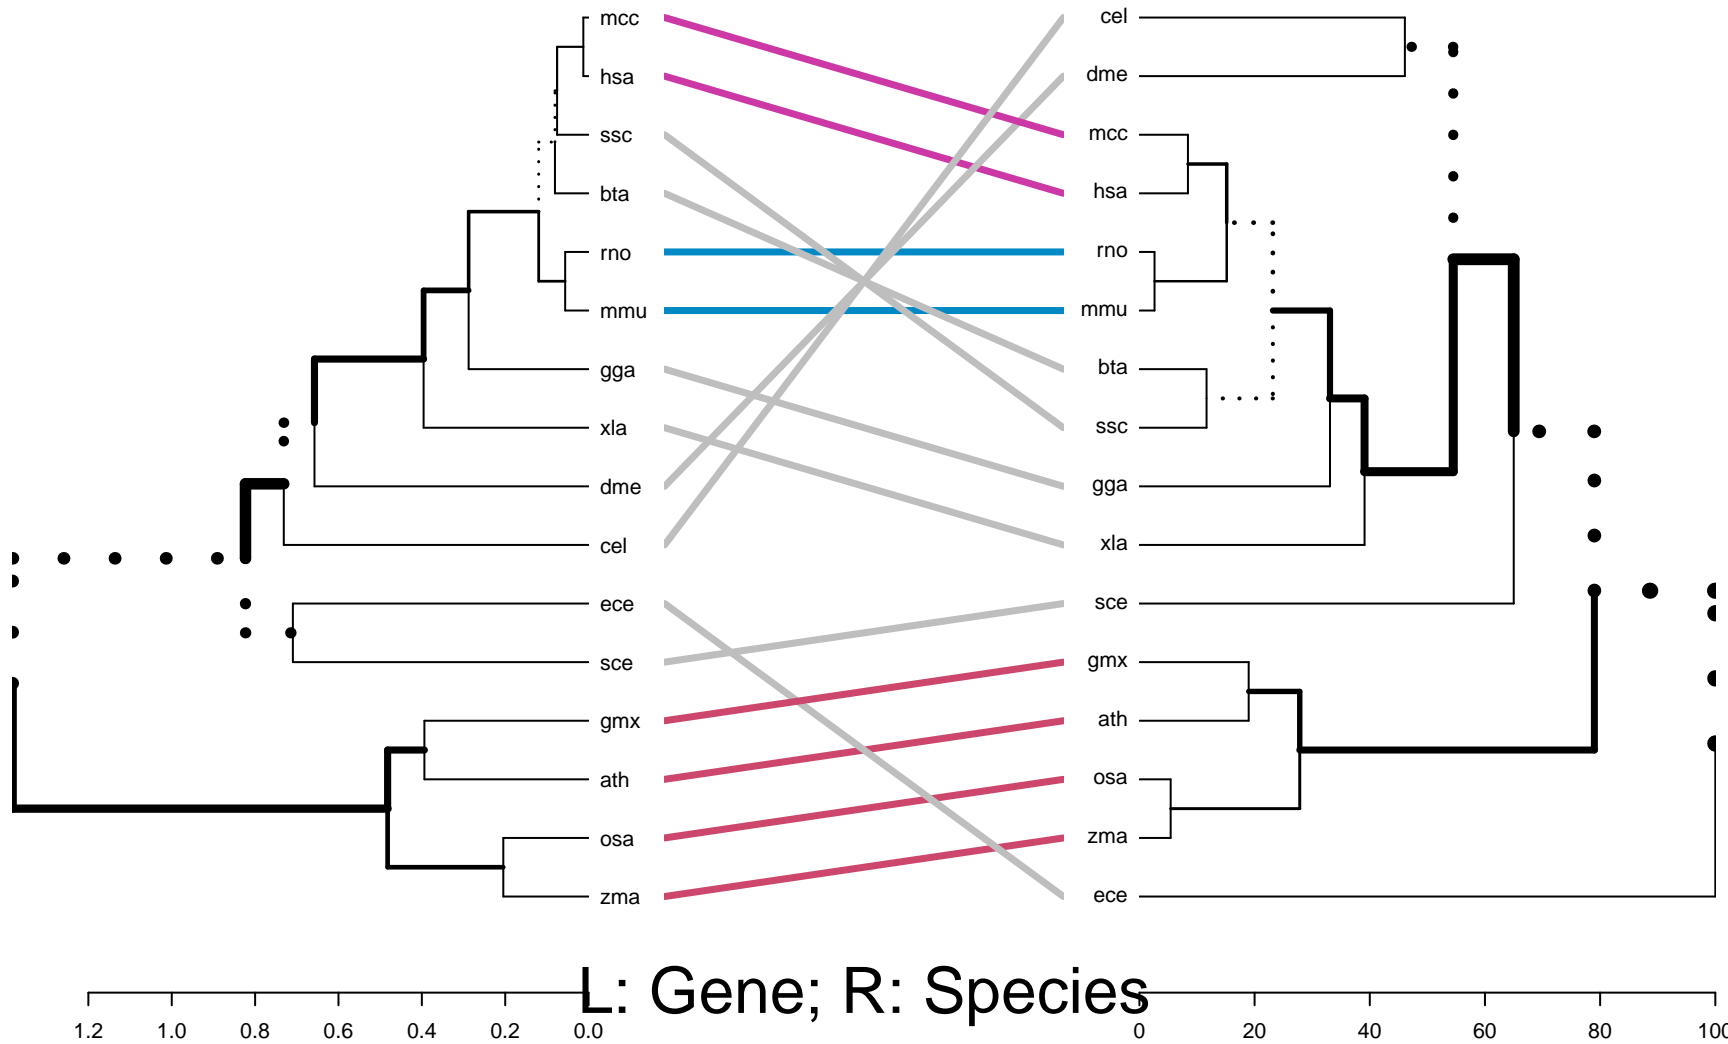 mcc
hsa
ssc
bta
rno
mmu
gga
xla
dme
cel
ece
sce
gmx
ath
osa
zma
cel
dme
mcc
hsa
rno
mmu
bta
ssc
gga
xla
sce
gmx
ath
osa
zma
ece
L: Gene; R: Species
1.2 1.0 0.8 0.6 0.4 0.2 0.0
0 20 40 60 80 100